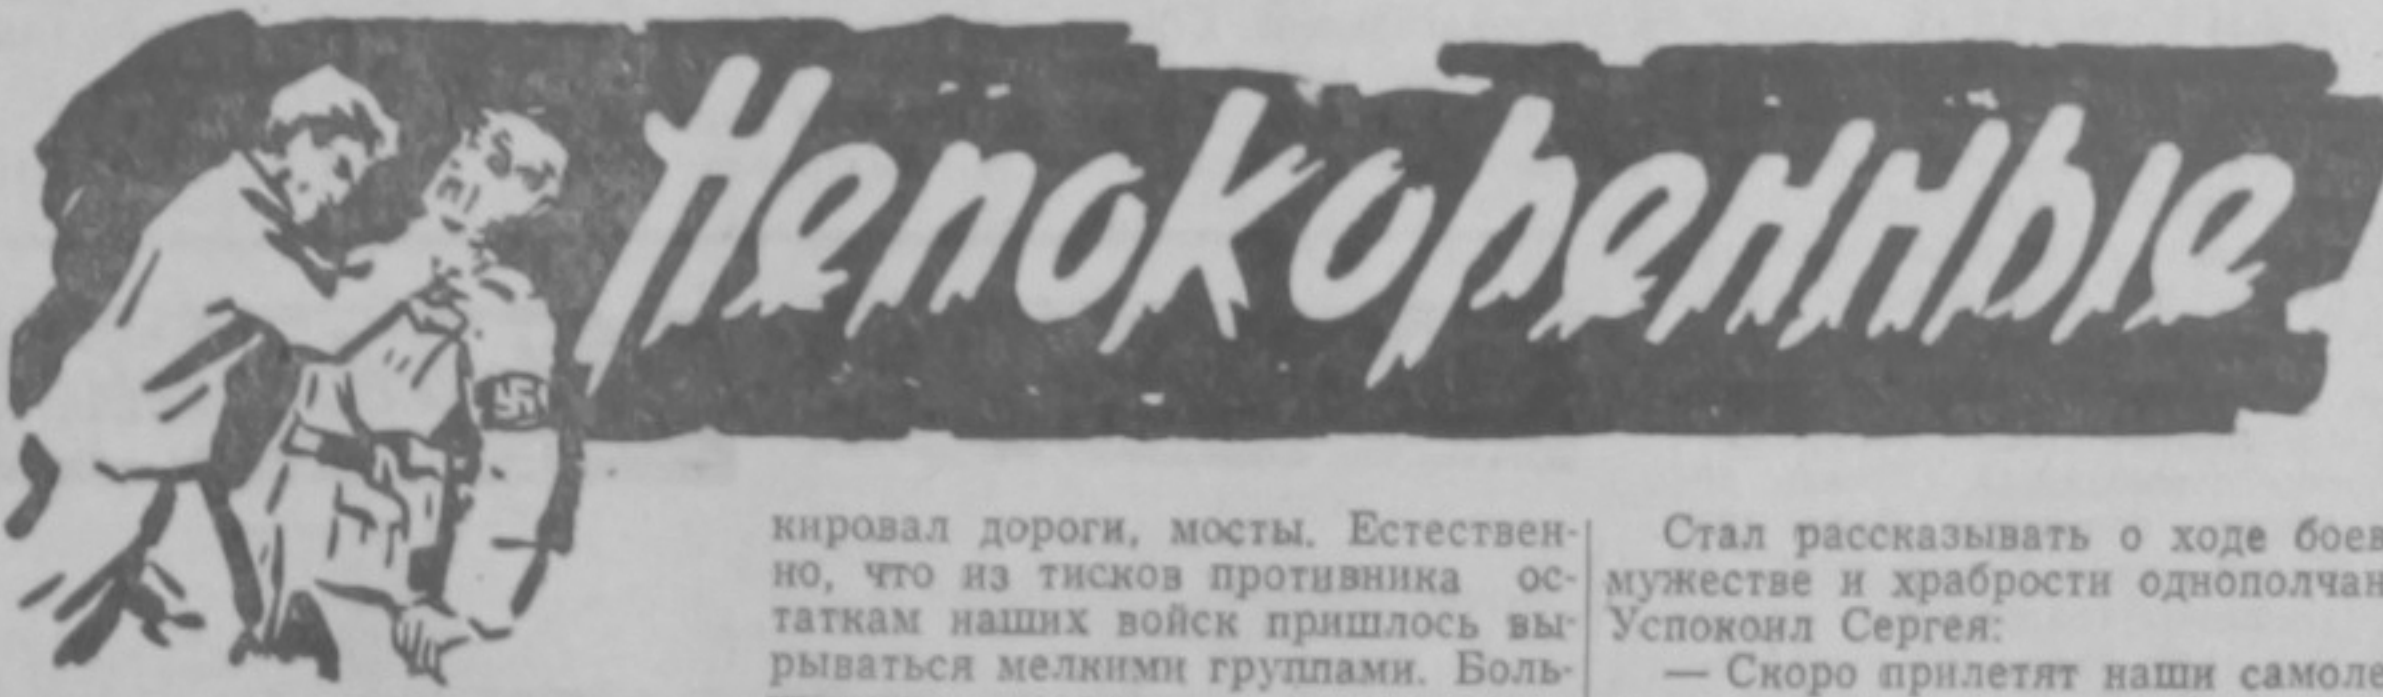 Непокоренные
кировал дороги, мосты. Естествен-
но, что из тисков противника ос-
таткам наших войск пришлось вы-
рываться мелкими группами. Боль-
Стал рассказывать о ходе боев
мужестве и храбрости однополчан
Успокоил Сергея:
— Скоро прилетят наши самоле